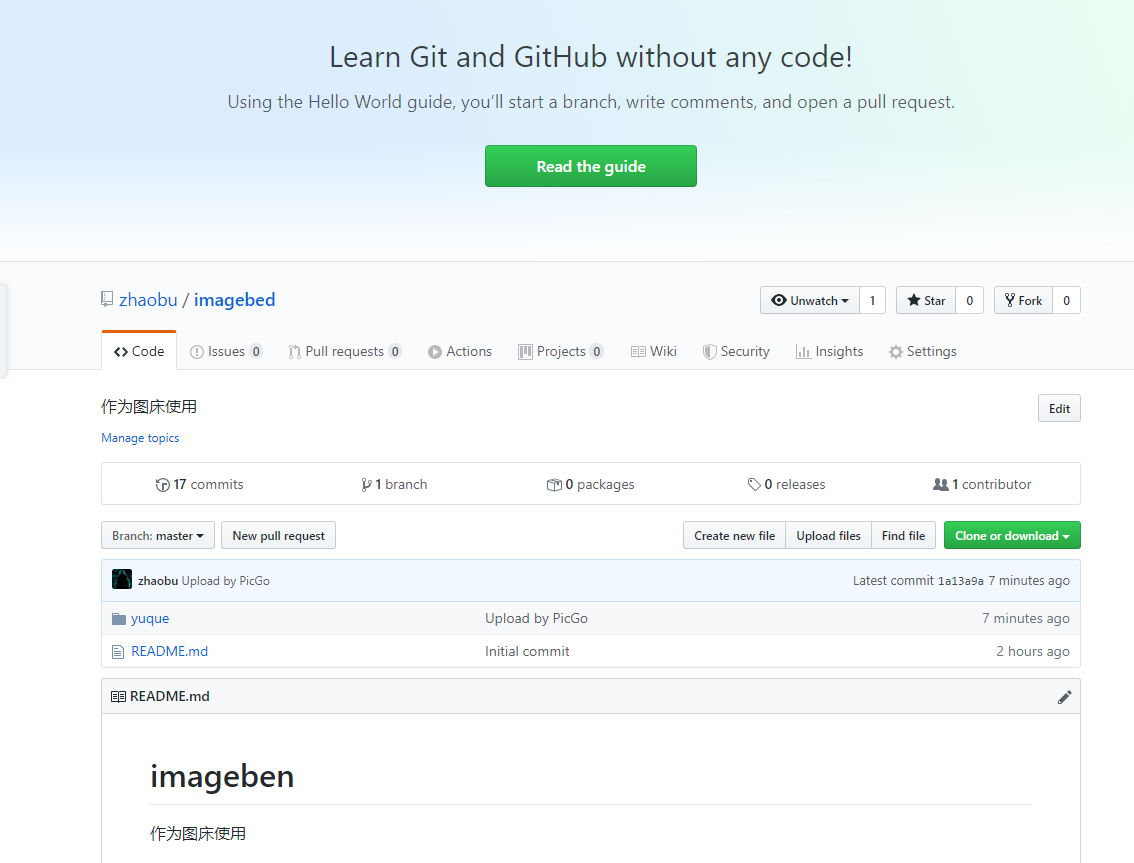 Learn Git and GitHub without any code!
Using the Hello World guide, you’ll start a branch, write comments, and open a pull request.
Read the guide
zhaobu / imagebed
Unwatch 1 Star 0 Fork 0
Code Issues 0 Pull requests 0 Actions Projects 0 Wiki Security Insights Settings
作为图床使用
Edit
Manage topics
17 commits 1 branch 0 packages 0 releases 1 contributor
Branch: master New pull request Create new file Upload files Find file Clone or download
zhaobu Upload by PicGo Latest commit 1a13a9a 7 minutes ago
yuque Upload by PicGo 7 minutes ago
README.md Initial commit 2 hours ago
README.md
imageben
作为图床使用